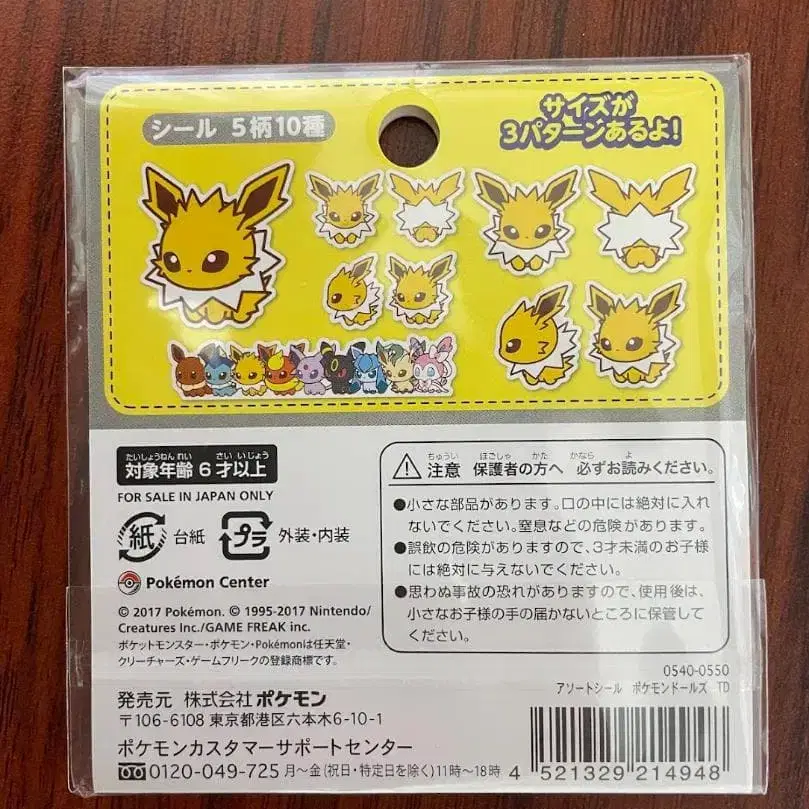 シール 5柄10種
サイズが
3パターンあるよ!
たいしょうねんれい さいいじょう
対象年齢 6才以上
FOR SALE IN JAPAN ONLY
紙 台紙 プラ 外装・内装
Pokémon Center
© 2017 Pokémon. © 1995-2017 Nintendo/
Creatures Inc./GAME FREAK inc.
ポケットモンスター・ポケモン・Pokémonは任天堂・
クリーチャーズ・ゲームフリークの登録商標です。
ちゅうい ほごしゃ かた かなら よ
注意 保護者の方へ 必ずお読みください。
●小さな部品があります。口の中には絶対に入れ
ないでください。窒息などの危険があります。
●誤飲の危険がありますので、3才未満のお子様
には絶対に与えないでください。
●思わぬ事故の恐れがありますので、使用後は、
小さなお子様の手の届かないところに保管して
ください。
0540-0550
アソートシール ポケモンドールズ TD
発売元 株式会社ポケモン
〒106-6108 東京都港区六本木6-10-1
ポケモンカスタマーサポートセンター
0120-049-725 月〜金(祝日・特定日を除く)11時〜18時
4 521329 214948